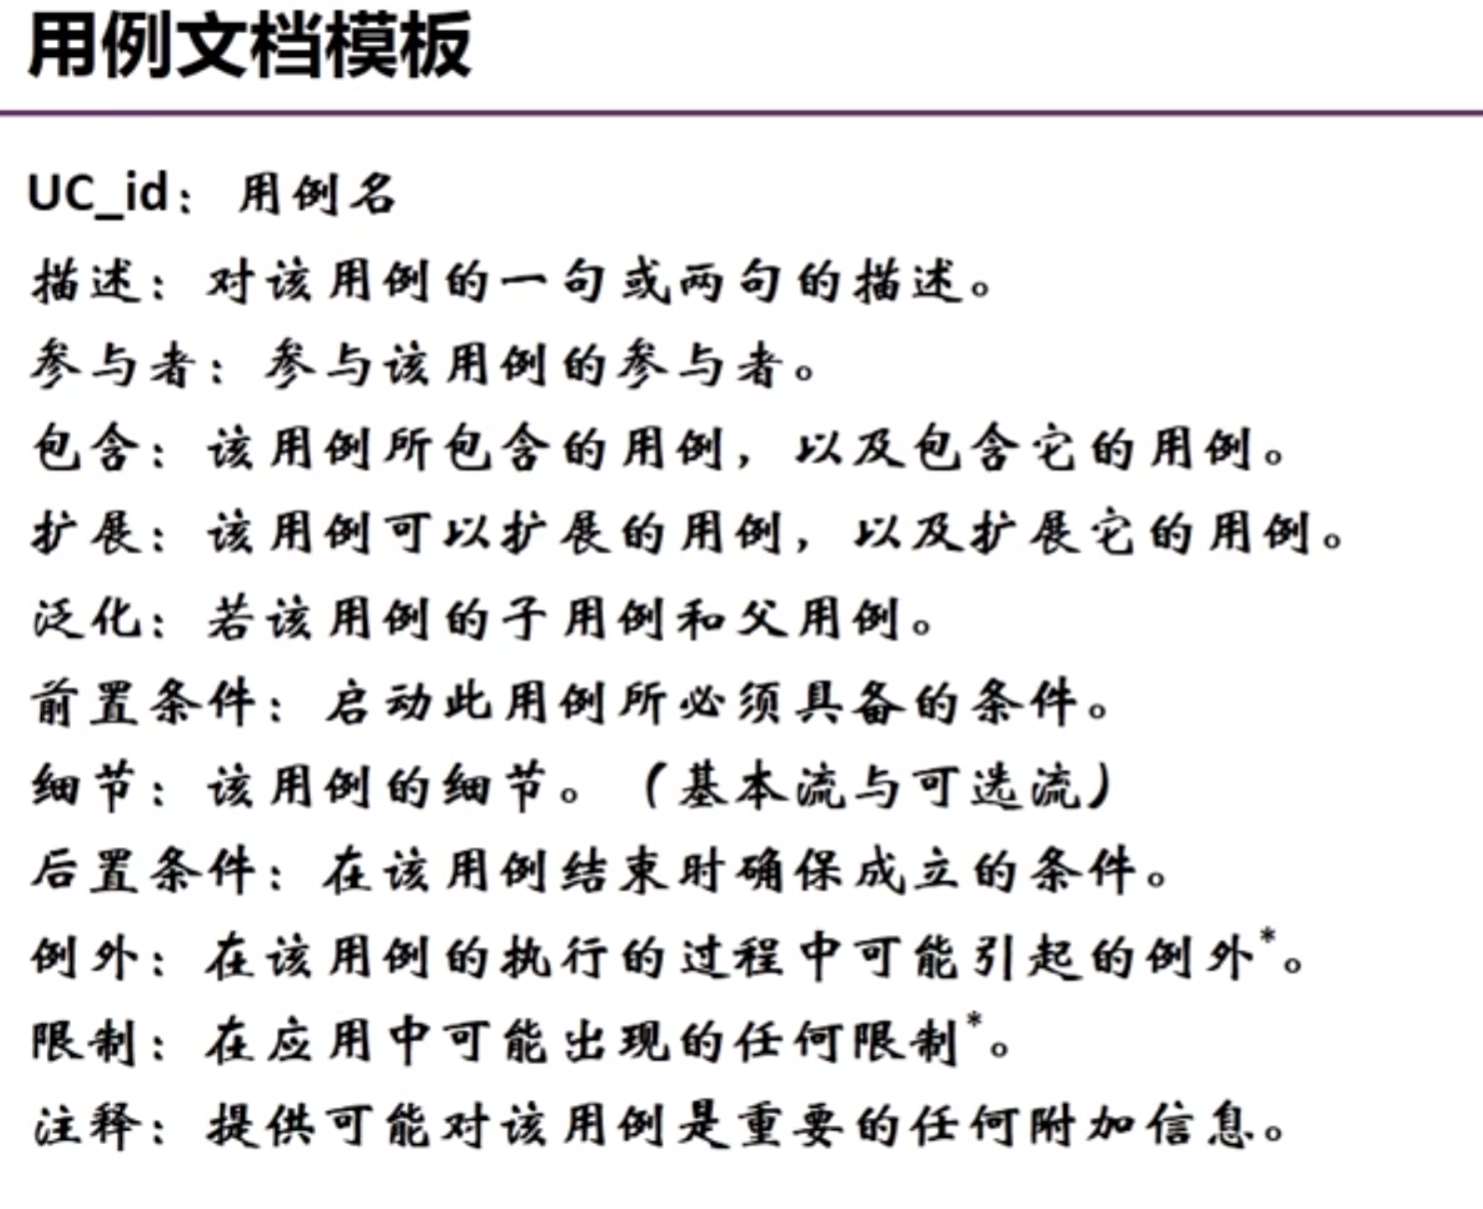 用例文档模板
UC_id：用例名
描述：对该用例的一句或两句的描述。
参与者：参与该用例的参与者。
包含：该用例所包含的用例，以及包含它的用例。
扩展：该用例可以扩展的用例，以及扩展它的用例。
泛化：若该用例的子用例和父用例。
前置条件：启动此用例所必须具备的条件。
细节：该用例的细节。（基本流与可选流）
后置条件：在该用例结束时确保成立的条件。
例外：在该用例的执行的过程中可能引起的例外*。
限制：在应用中可能出现的任何限制*。
注释：提供可能对该用例是重要的任何附加信息。